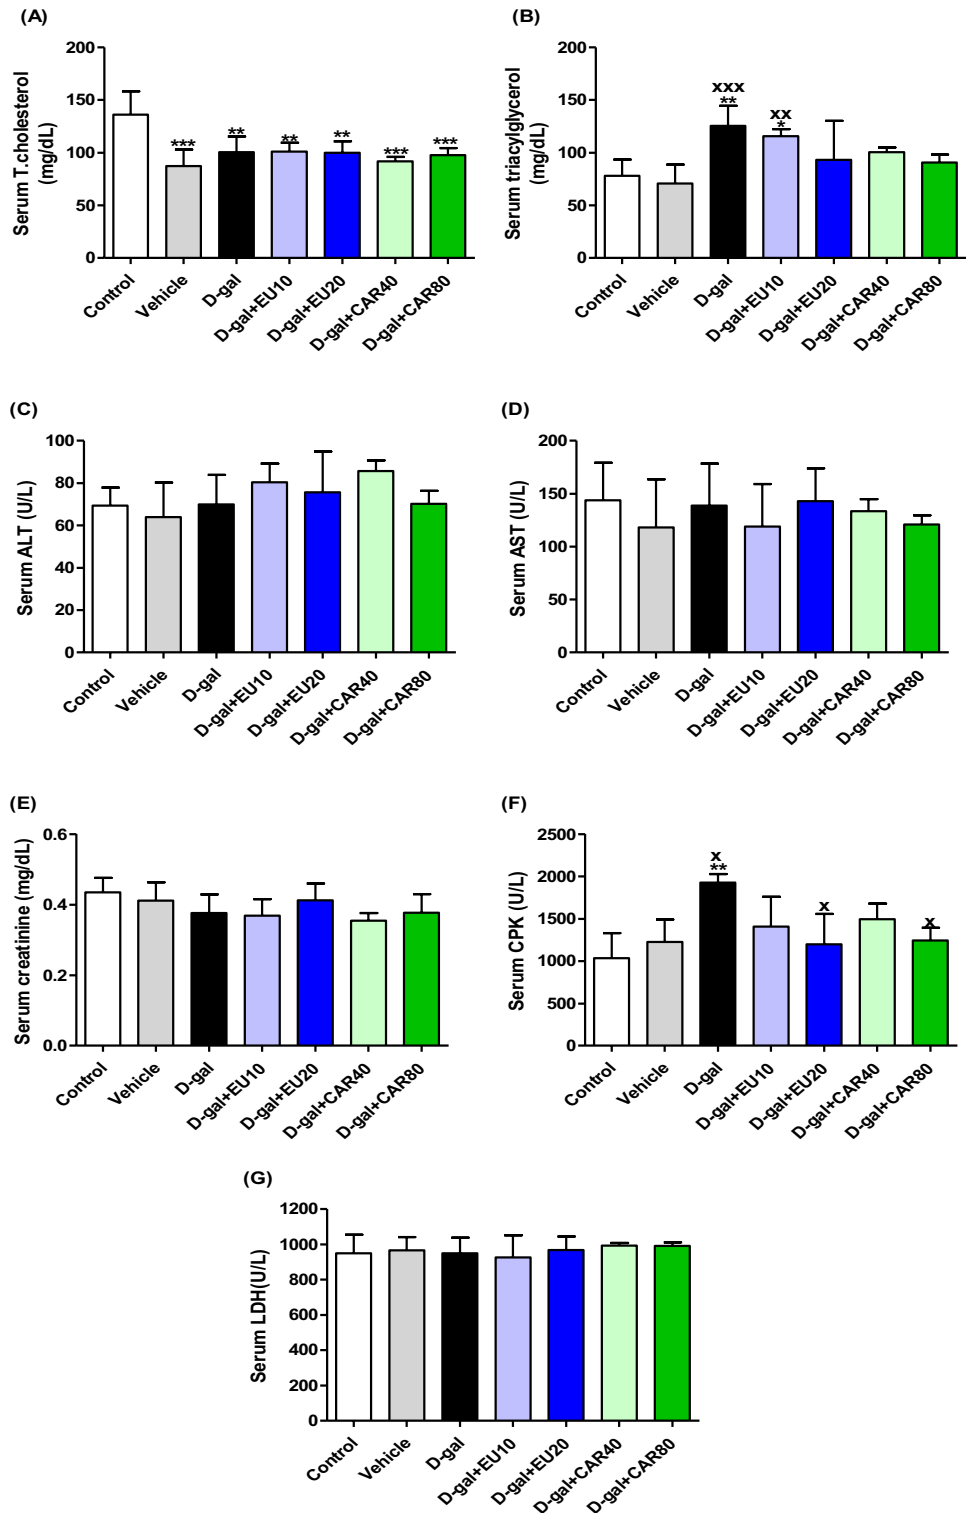 (A)
Serum T.cholesterol
(mg/dL)
200
150
100
50
0
***
**
**
**
***
***
Control
Vehicle
D-gal
D-gal+EU10
D-gal+EU20
D-gal+CAR40
D-gal+CAR80
(B)
Serum triacylglycerol
(mg/dL)
200
150
100
50
0
xxx
**
xx
*
Control
Vehicle
D-gal
D-gal+EU10
D-gal+EU20
D-gal+CAR40
D-gal+CAR80
(C)
Serum ALT (U/L)
100
80
60
40
20
0
Control
Vehicle
D-gal
D-gal+EU10
D-gal+EU20
D-gal+CAR40
D-gal+CAR80
(D)
Serum AST (U/L)
200
150
100
50
0
Control
Vehicle
D-gal
D-gal+EU10
D-gal+EU20
D-gal+CAR40
D-gal+CAR80
(E)
Serum creatinine (mg/dL)
0.6
0.4
0.2
0.0
Control
Vehicle
D-gal
D-gal+EU10
D-gal+EU20
D-gal+CAR40
D-gal+CAR80
(F)
Serum CPK (U/L)
2500
2000
1500
1000
500
0
x
**
x
x
Control
Vehicle
D-gal
D-gal+EU10
D-gal+EU20
D-gal+CAR40
D-gal+CAR80
(G)
Serum LDH(U/L)
1200
1000
800
600
400
200
0
Control
Vehicle
D-gal
D-gal+EU10
D-gal+EU20
D-gal+CAR40
D-gal+CAR80